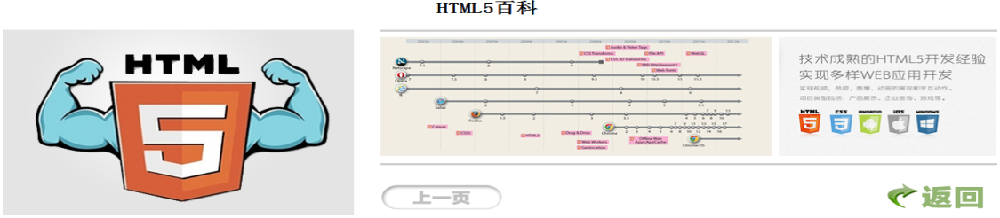 HTML5百科
HTML
5
Audio & Video Tags
CSS Transforms
File API
WebGL
CSS 3D Transforms
XMLHttpRequest2
Web Fonts
Netscape
Opera
Safari
Firefox
Canvas
CSS3
HTML5
Drag & Drop
Chrome
Web Workers
Offline Web
Apps:AppCache
Geolocation
Chrome OS
技术成熟的HTML5开发经验
实现多样WEB应用开发
实现视频，音频，图像，动画的展现和交互动作。
项目类型包括：产品展示、企业宣传、游戏等。
HTML CSS ANDROID IOS WINDOWS
5 3
上一页
返回